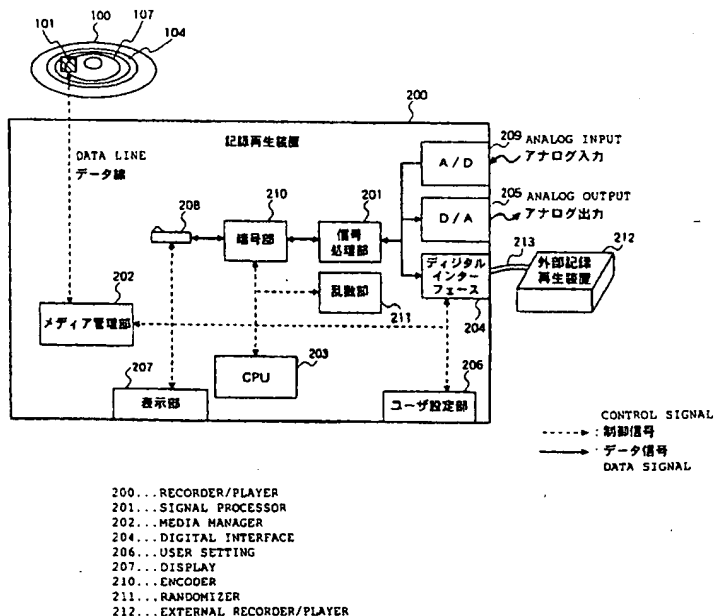 101
100
107
104
200
記録再生装置
DATA LINE
データ線
209
ANALOG INPUT
アナログ入力
A/D
205
ANALOG OUTPUT
アナログ出力
D/A
208
210
暗号部
201
信号
処理部
213
212
ディジタル
インター
フェース
204
外部記録
再生装置
乱数部
211
202
メディア管理部
203
CPU
207
表示部
206
ユーザ設定部
CONTROL SIGNAL
: 制御信号
: データ信号
DATA SIGNAL
200...RECORDER/PLAYER
201...SIGNAL PROCESSOR
202...MEDIA MANAGER
204...DIGITAL INTERFACE
206...USER SETTING
207...DISPLAY
210...ENCODER
211...RANDOMIZER
212...EXTERNAL RECORDER/PLAYER